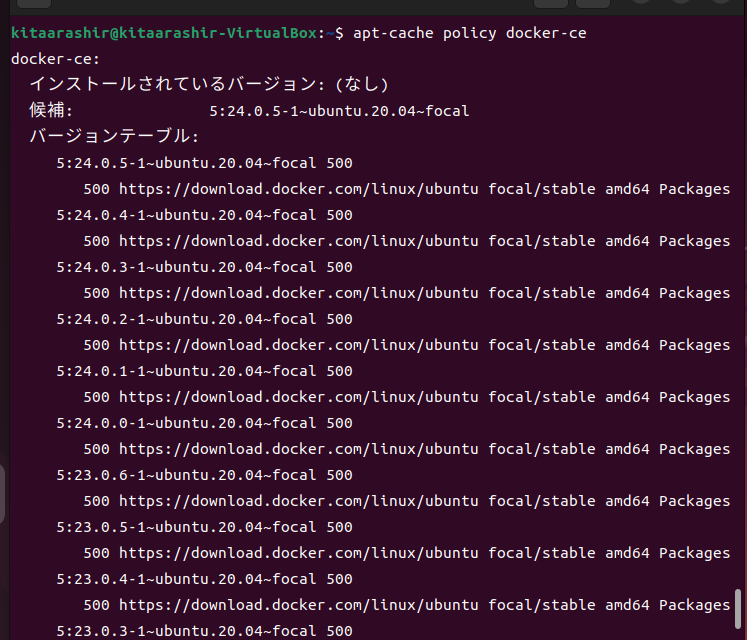 kitaarashir@kitaarashir-VirtualBox:~$ apt-cache policy docker-ce
docker-ce:
  インストールされているバージョン: (なし)
  候補:               5:24.0.5-1~ubuntu.20.04~focal
  バージョンテーブル:
     5:24.0.5-1~ubuntu.20.04~focal 500
        500 https://download.docker.com/linux/ubuntu focal/stable amd64 Packages
     5:24.0.4-1~ubuntu.20.04~focal 500
        500 https://download.docker.com/linux/ubuntu focal/stable amd64 Packages
     5:24.0.3-1~ubuntu.20.04~focal 500
        500 https://download.docker.com/linux/ubuntu focal/stable amd64 Packages
     5:24.0.2-1~ubuntu.20.04~focal 500
        500 https://download.docker.com/linux/ubuntu focal/stable amd64 Packages
     5:24.0.1-1~ubuntu.20.04~focal 500
        500 https://download.docker.com/linux/ubuntu focal/stable amd64 Packages
     5:24.0.0-1~ubuntu.20.04~focal 500
        500 https://download.docker.com/linux/ubuntu focal/stable amd64 Packages
     5:23.0.6-1~ubuntu.20.04~focal 500
        500 https://download.docker.com/linux/ubuntu focal/stable amd64 Packages
     5:23.0.5-1~ubuntu.20.04~focal 500
        500 https://download.docker.com/linux/ubuntu focal/stable amd64 Packages
     5:23.0.4-1~ubuntu.20.04~focal 500
        500 https://download.docker.com/linux/ubuntu focal/stable amd64 Packages
     5:23.0.3-1~ubuntu.20.04~focal 500